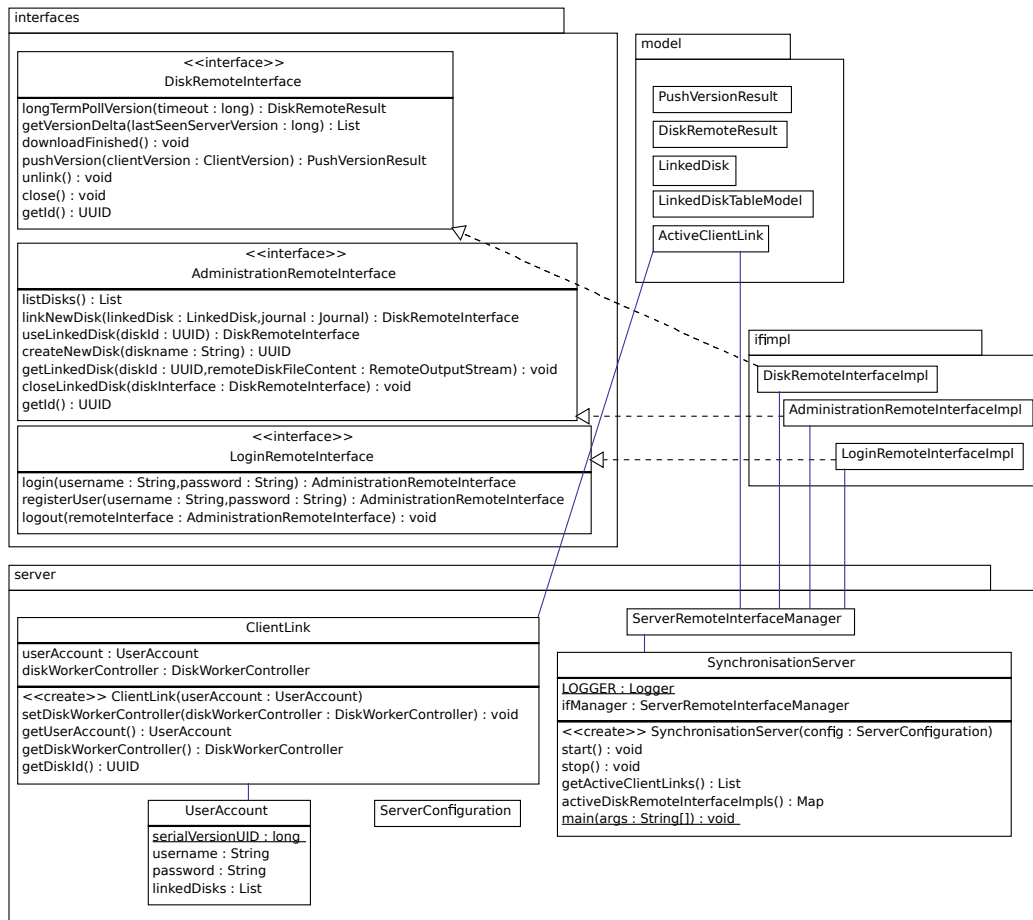 interfaces
<<interface>>
DiskRemoteInterface
longTermPollVersion(timeout : long) : DiskRemoteResult
getVersionDelta(lastSeenServerVersion : long) : List
downloadFinished() : void
pushVersion(clientVersion : ClientVersion) : PushVersionResult
unlink() : void
close() : void
getId() : UUID
<<interface>>
AdministrationRemoteInterface
listDisks() : List
linkNewDisk(linkedDisk : LinkedDisk,journal : Journal) : DiskRemoteInterface
useLinkedDisk(diskId : UUID) : DiskRemoteInterface
createNewDisk(diskname : String) : UUID
getLinkedDisk(diskId : UUID,remoteDiskFileContent : RemoteOutputStream) : void
closeLinkedDisk(diskInterface : DiskRemoteInterface) : void
getId() : UUID
<<interface>>
LoginRemoteInterface
login(username : String,password : String) : AdministrationRemoteInterface
registerUser(username : String,password : String) : AdministrationRemoteInterface
logout(remoteInterface : AdministrationRemoteInterface) : void
model
PushVersionResult
DiskRemoteResult
LinkedDisk
LinkedDiskTableModel
ActiveClientLink
ifimpl
DiskRemoteInterfaceImpl
AdministrationRemoteInterfaceImpl
LoginRemoteInterfaceImpl
server
ClientLink
userAccount : UserAccount
diskWorkerController : DiskWorkerController
<<create>> ClientLink(userAccount : UserAccount)
setDiskWorkerController(diskWorkerController : DiskWorkerController) : void
getUserAccount() : UserAccount
getDiskWorkerController() : DiskWorkerController
getDiskId() : UUID
UserAccount
serialVersionUID : long
username : String
password : String
linkedDisks : List
ServerConfiguration
ServerRemoteInterfaceManager
SynchronisationServer
LOGGER : Logger
ifManager : ServerRemoteInterfaceManager
<<create>> SynchronisationServer(config : ServerConfiguration)
start() : void
stop() : void
getActiveClientLinks() : List
activeDiskRemoteInterfaceImpls() : Map
main(args : String[]) : void